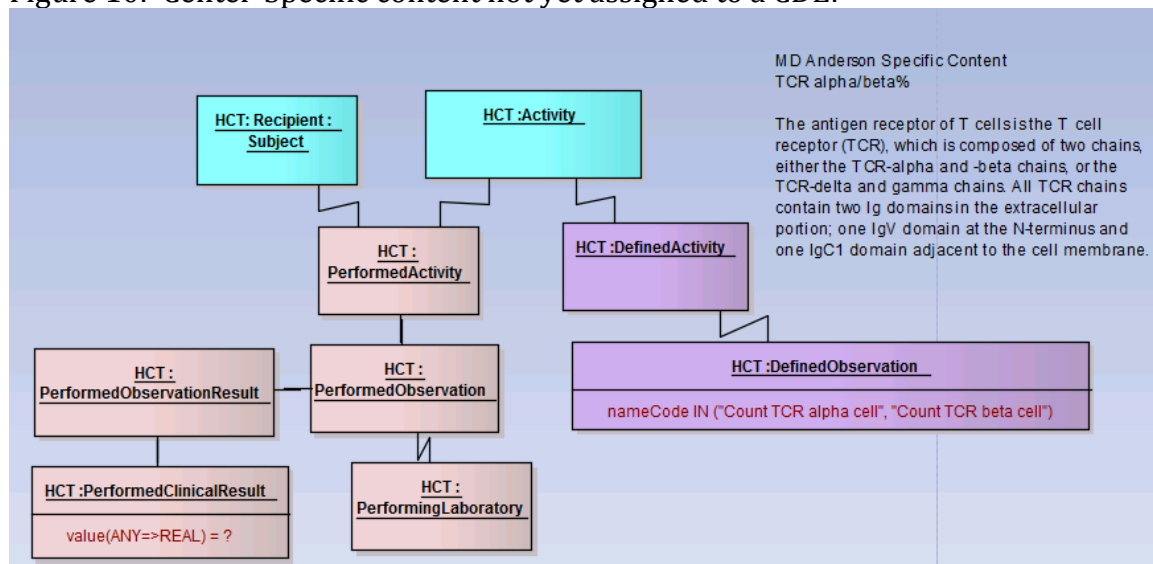 Figure 10: Center-Specific content not yet assigned to a CDE.
MD Anderson Specific Content
TCR alpha/beta%
The antigen receptor of T cells is the T cell
receptor (TCR), which is composed of two chains,
either the TCR-alpha and -beta chains, or the
TCR-delta and gamma chains. All TCR chains
contain two Ig domains in the extracellular
portion; one IgV domain at the N-terminus and
one IgC1 domain adjacent to the cell membrane.
HCT: Recipient :
Subject
HCT :Activity
HCT :
PerformedActivity
HCT :DefinedActivity
HCT :
PerformedObservationResult
HCT :
PerformedObservation
HCT :DefinedObservation
nameCode IN ("Count TCR alpha cell", "Count TCR beta cell")
HCT :PerformedClinicalResult
value(ANY=>REAL) = ?
HCT :
PerformingLaboratory